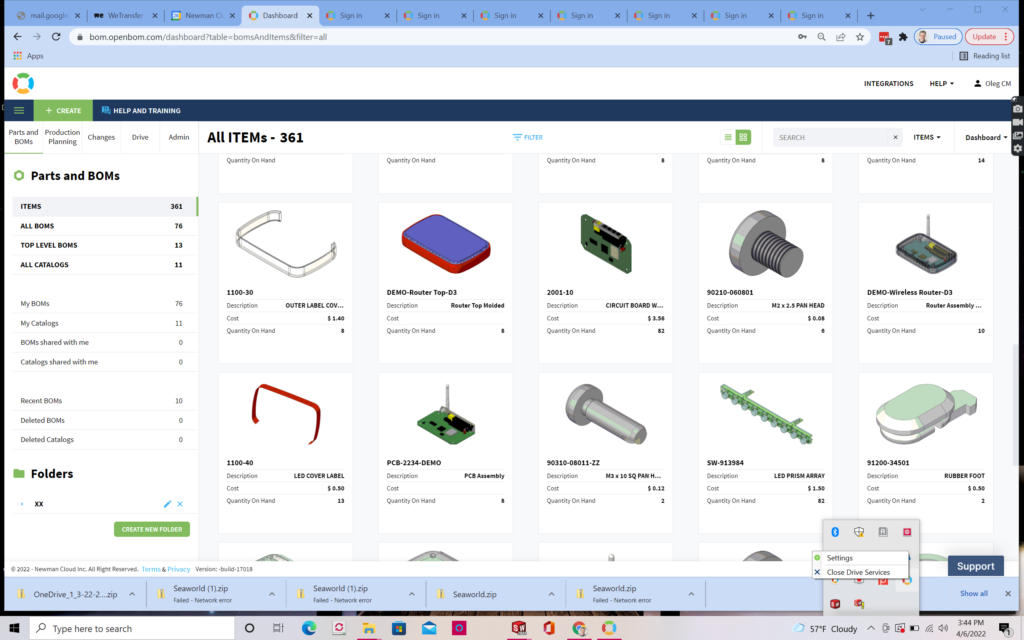 mail.google
WeTransfer
Newman C
Dashboard
Sign in
Sign in
Sign in
Sign in
Sign in
Sign in
Sign in
bom.openbom.com/dashboard?table=bomsAndItems&filter=all
7
Paused
Update
Apps
Reading list
INTEGRATIONS
HELP
Oleg CM
+ CREATE
HELP AND TRAINING
Parts and BOMs
Production Planning
Changes
Drive
Admin
All ITEMs - 361
FILTER
SEARCH
ITEMS
Dashboard
Parts and BOMs
ITEMS 361
ALL BOMS 76
TOP LEVEL BOMS 13
ALL CATALOGS 11
My BOMs 76
My Catalogs 11
BOMs shared with me 0
Catalogs shared with me 0
Recent BOMs 10
Deleted BOMs 0
Deleted Catalogs 0
Folders
XX
CREATE NEW FOLDER
Quantity On Hand
Quantity On Hand
Quantity On Hand 8
Quantity On Hand 8
Quantity On Hand 14
1100-30
Description OUTER LABEL COV...
Cost $ 1.40
Quantity On Hand 8
DEMO-Router Top-D3
Description Router Top Molded
Cost
Quantity On Hand 8
2001-10
Description CIRCUIT BOARD W...
Cost $ 3.56
Quantity On Hand 82
90210-060801
Description M2 x 2.5 PAN HEAD
Cost $ 0.08
Quantity On Hand 6
DEMO-Wireless Router-D3
Description Router Assembly ...
Cost
Quantity On Hand 10
1100-40
Description LED COVER LABEL
Cost $ 0.50
Quantity On Hand 13
PCB-2234-DEMO
Description PCB Assembly
Cost
Quantity On Hand 8
90310-08011-ZZ
Description M3 x 10 SQ PAN H...
Cost $ 0.12
Quantity On Hand 2
SW-913984
Description LED PRISM ARRAY
Cost $ 1.50
Quantity On Hand 82
91200-34501
Description RUBBER FOOT
Cost $ 0.50
Quantity On Hand 2
Settings
Close Drive Services
Support
© 2022 - Newman Cloud Inc. All Right Reserved. Terms & Privacy Version: -build-17018
OneDrive_1_3-22-2....zip
Seaworld (1).zip
Failed - Network error
Seaworld (1).zip
Failed - Network error
Seaworld.zip
Seaworld.zip
Failed - Network error
Show all
Type here to search
57°F Cloudy
3:44 PM
4/6/2022